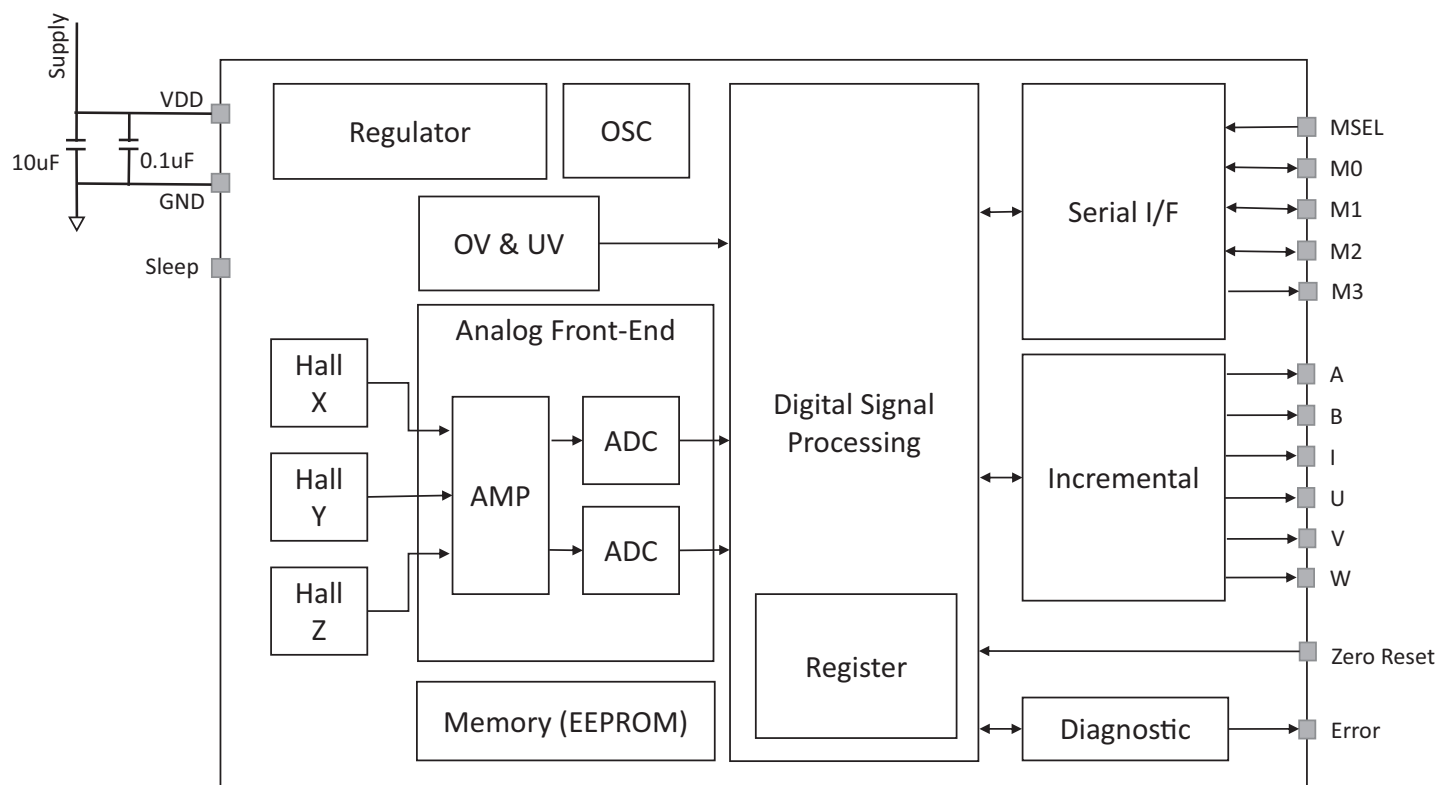 Supply
VDD
10uF
0.1uF
GND
Sleep
Regulator
OSC
OV & UV
Analog Front-End
Hall
X
Hall
Y
Hall
Z
AMP
ADC
ADC
Memory (EEPROM)
Digital Signal
Processing
Register
Serial I/F
Incremental
Diagnostic
MSEL
M0
M1
M2
M3
A
B
I
U
V
W
Zero Reset
Error